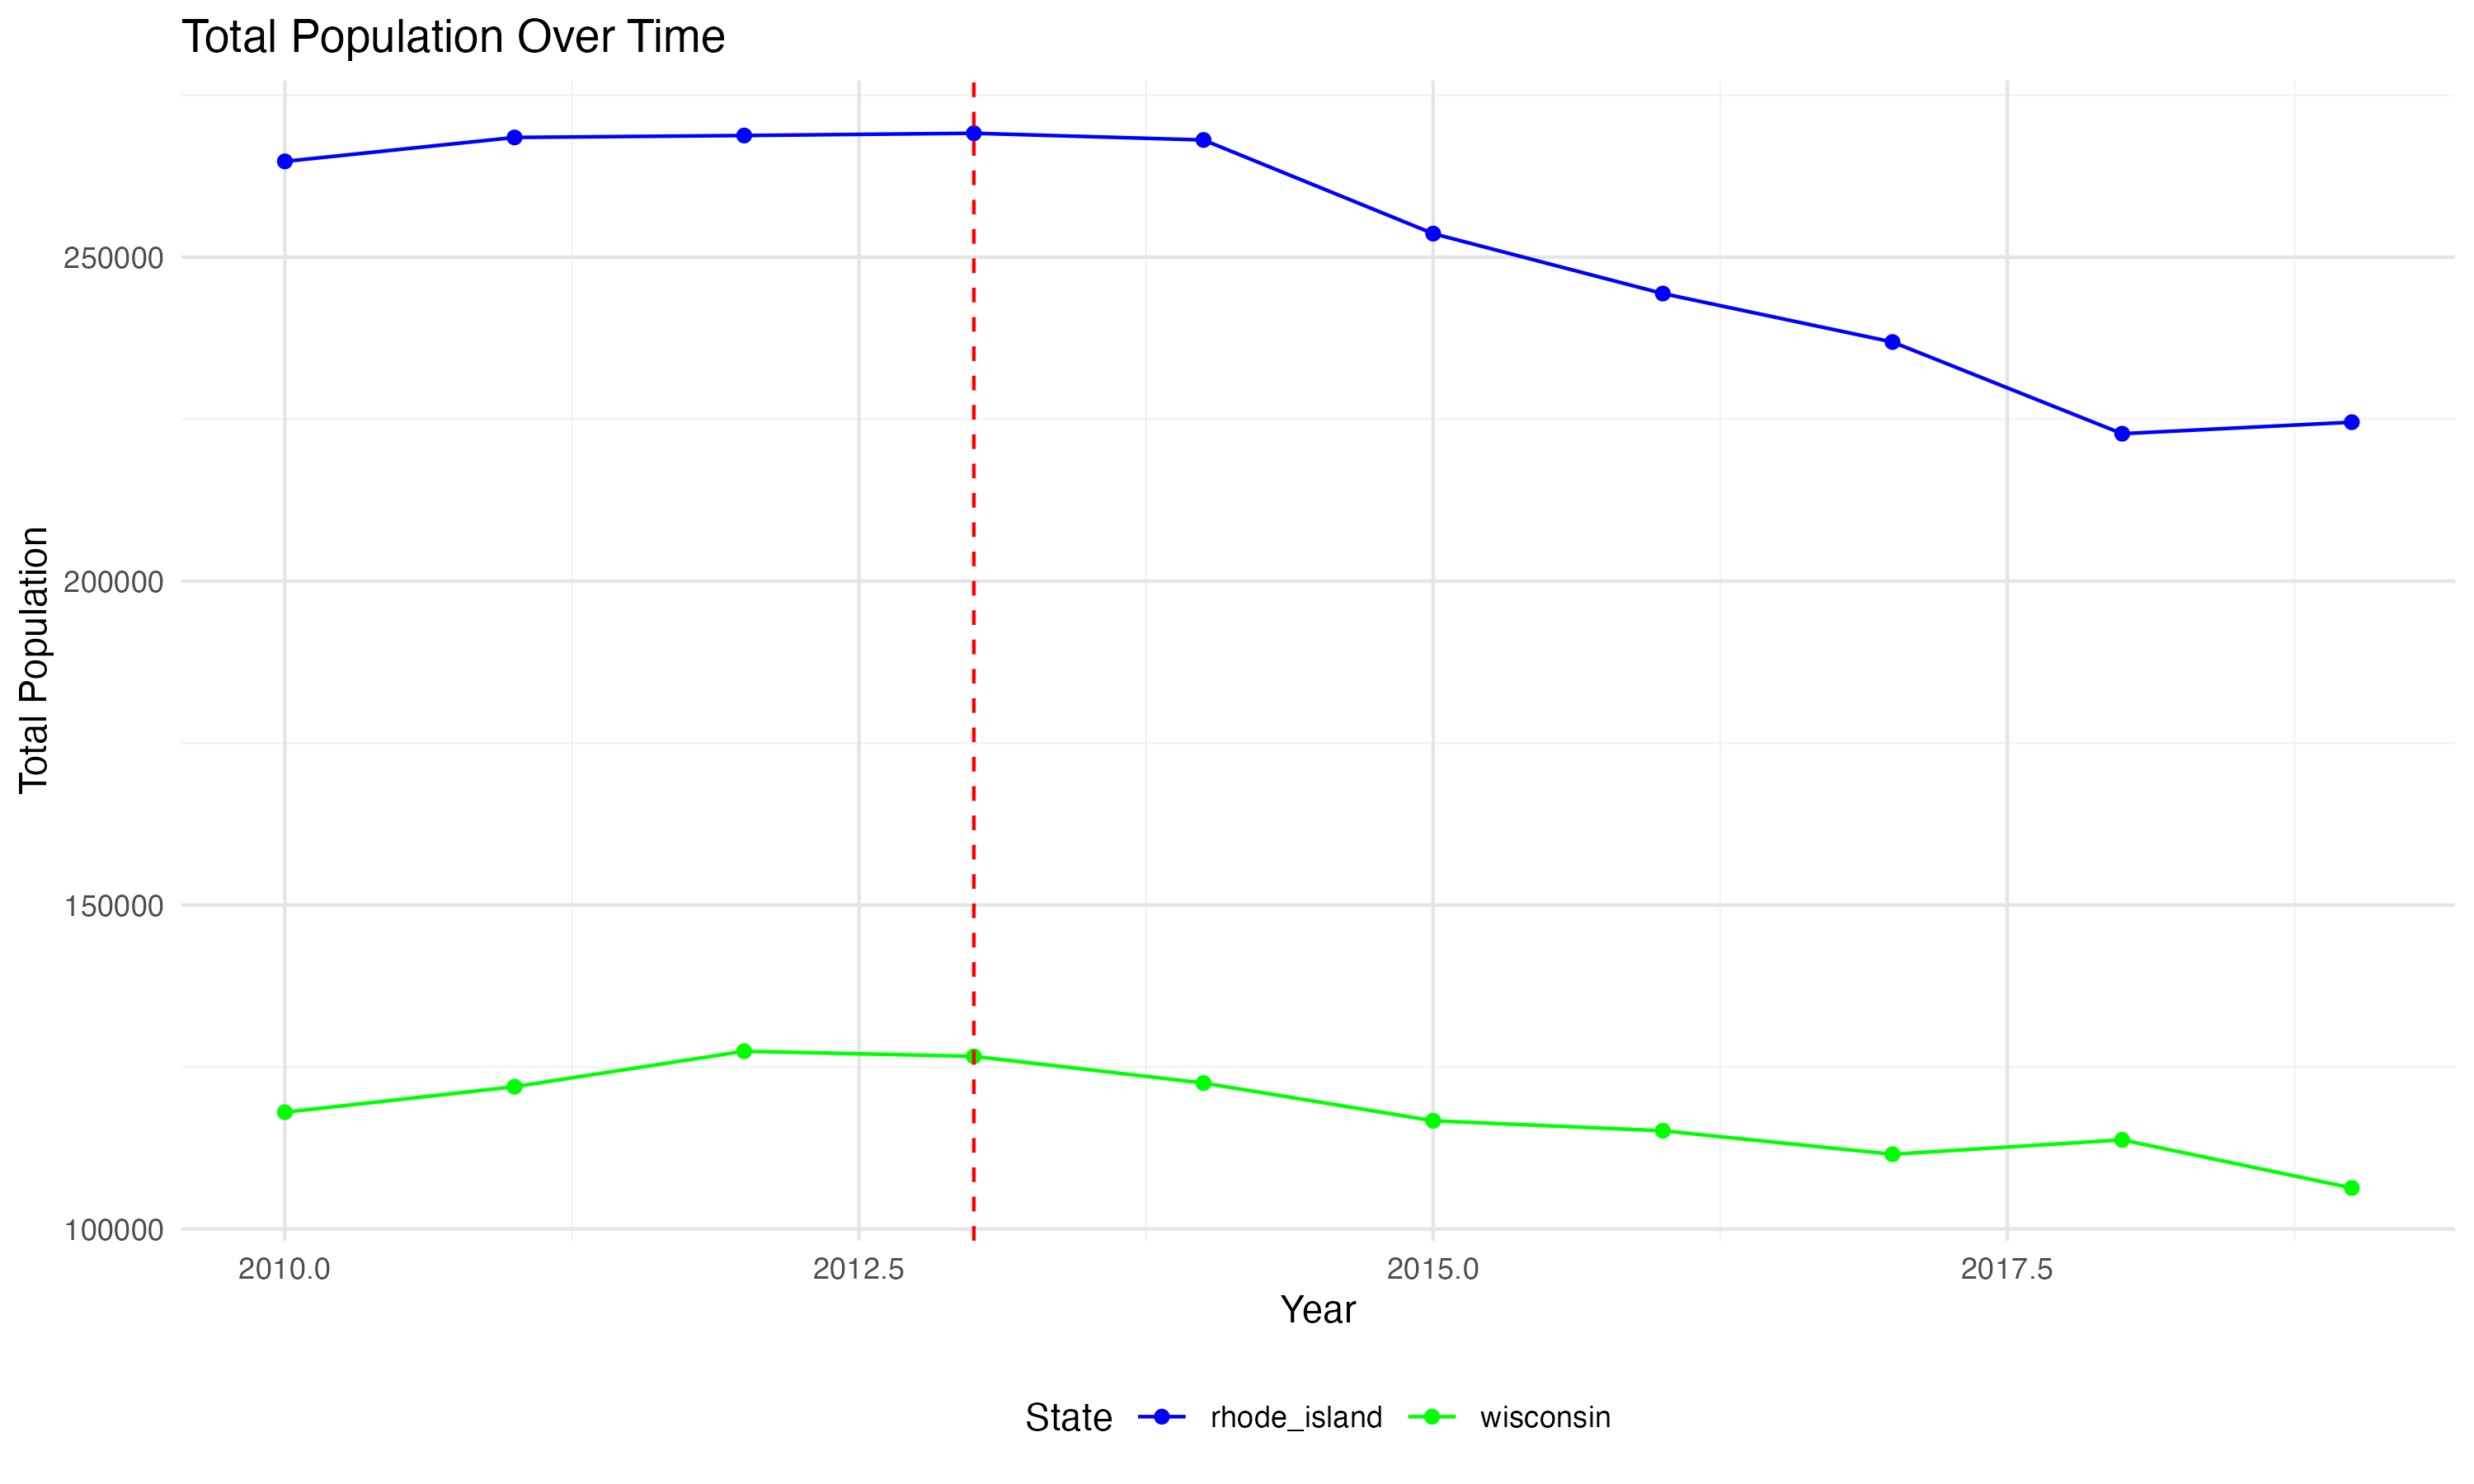 Total Population Over Time
Total Population
250000
200000
150000
100000
2010.0 2012.5 2015.0 2017.5
Year
State rhode_island wisconsin